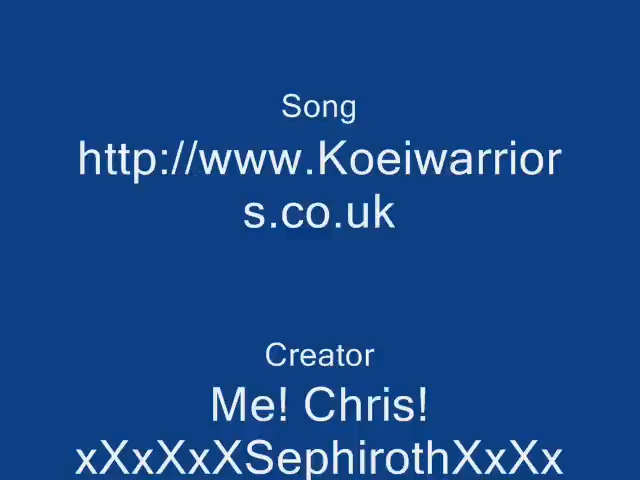 Song
http://www.Koeiwarrior
s.co.uk
Creator
Me! Chris!
xXxXxXSephirothXxXx